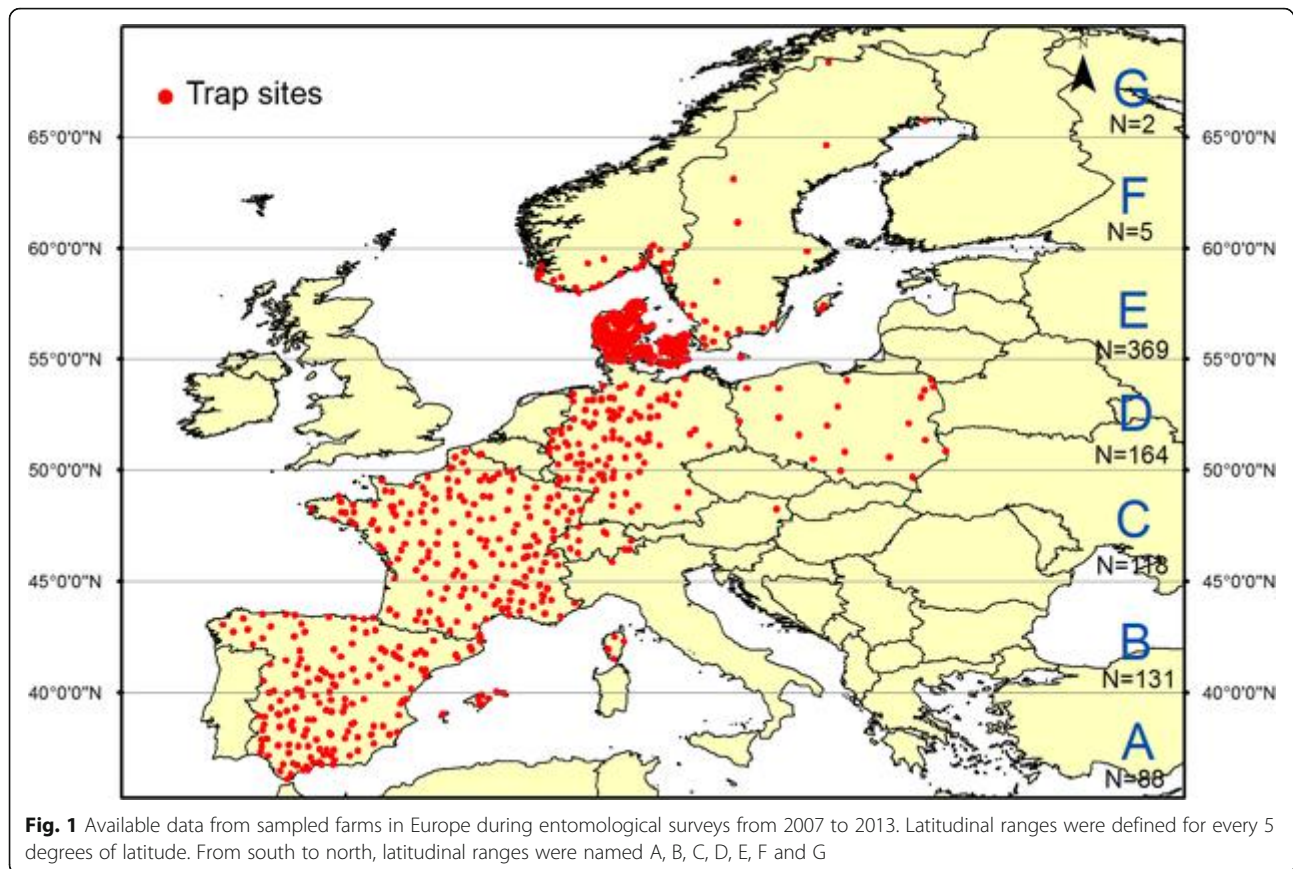 Trap sites
N
G
N=2
65°0'0"N 65°0'0"N
F
N=5
60°0'0"N 60°0'0"N
E
N=369
55°0'0"N 55°0'0"N
D
N=164
50°0'0"N 50°0'0"N
C
N=118
45°0'0"N 45°0'0"N
B
N=131
40°0'0"N 40°0'0"N
A
N=88
Fig. 1 Available data from sampled farms in Europe during entomological surveys from 2007 to 2013. Latitudinal ranges were defined for every 5
degrees of latitude. From south to north, latitudinal ranges were named A, B, C, D, E, F and G